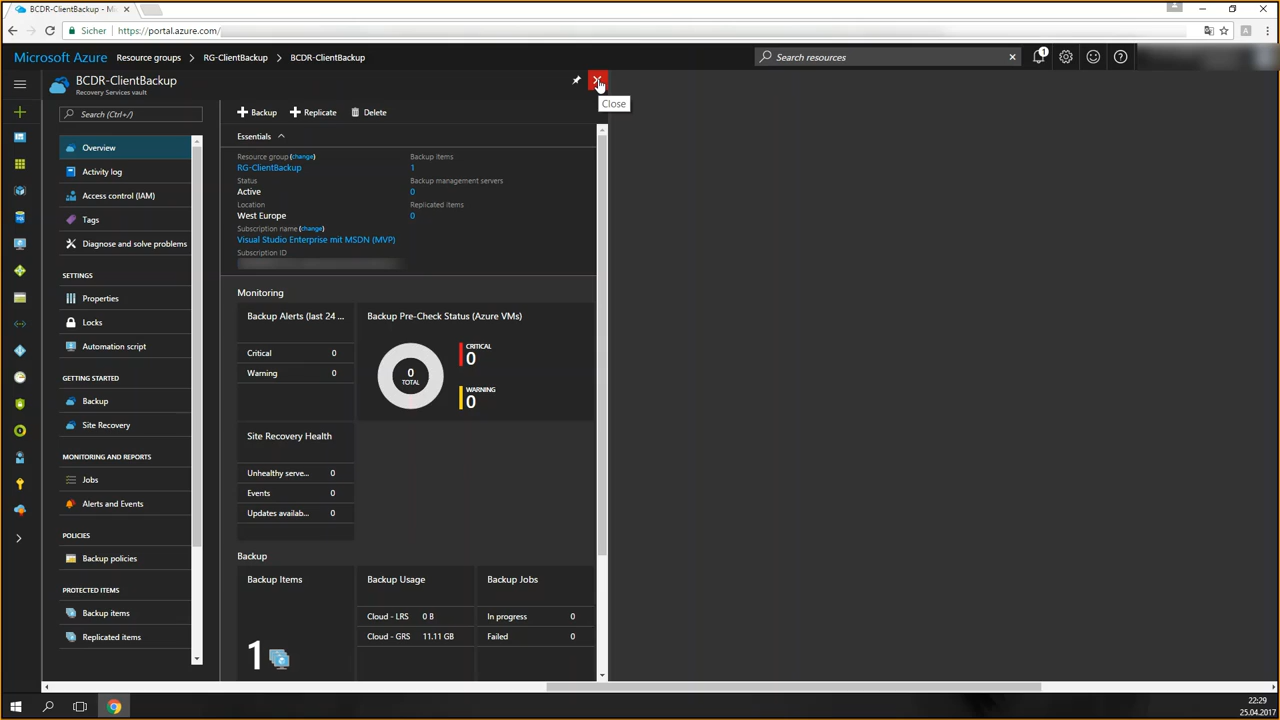 BCDR-ClientBackup - M
Sicher
https://portal.azure.com/
A
Microsoft Azure
Resource groups
RG-ClientBackup
BCDR-ClientBackup
Search resources
1
BCDR-ClientBackup
Recovery Services vault
Close
Search (Ctrl+/)
Overview
Activity log
Access control (IAM)
Tags
Diagnose and solve problems
SETTINGS
Properties
Locks
Automation script
GETTING STARTED
Backup
Site Recovery
MONITORING AND REPORTS
Jobs
Alerts and Events
POLICIES
Backup policies
PROTECTED ITEMS
Backup items
Replicated items
Backup
Replicate
Delete
Essentials
Resource group (change)
RG-ClientBackup
Status
Active
Location
West Europe
Subscription name (change)
Visual Studio Enterprise mit MSDN (MVP)
Subscription ID
Backup items
1
Backup management servers
0
Replicated items
0
Monitoring
Backup Alerts (last 24 ...
Critical 0
Warning 0
Backup Pre-Check Status (Azure VMs)
0
TOTAL
CRITICAL
0
WARNING
0
Site Recovery Health
Unhealthy serve... 0
Events 0
Updates availab... 0
Backup
Backup Items
1
Backup Usage
Cloud - LRS 0 B
Cloud - GRS 11.11 GB
Backup Jobs
In progress 0
Failed 0
22:29
25.04.2017